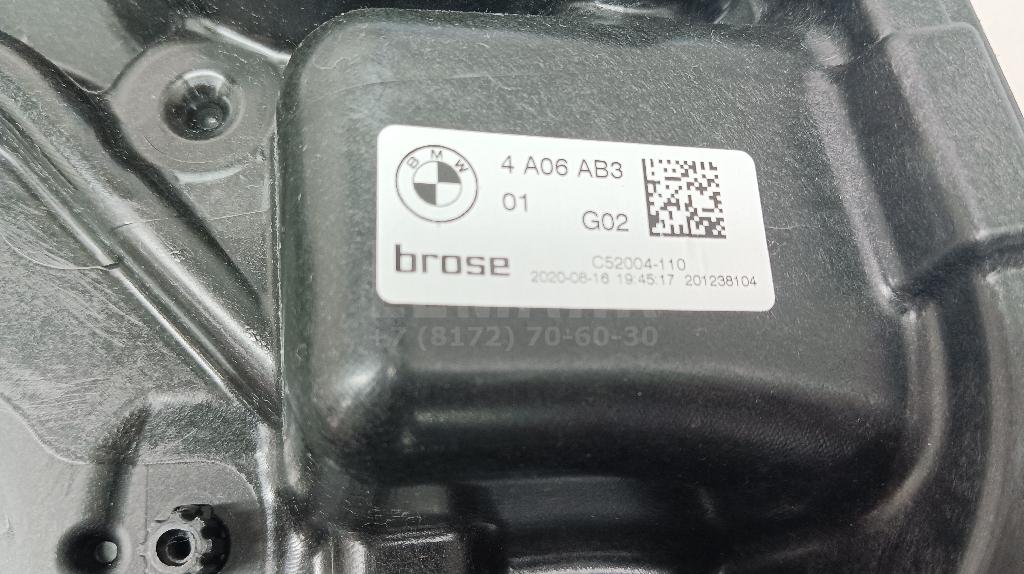 BMW
4 A06 AB3
01
G02
brose
C52004-110
2020-08-16 19:45:17 201238104
+7 (8172) 70-60-30